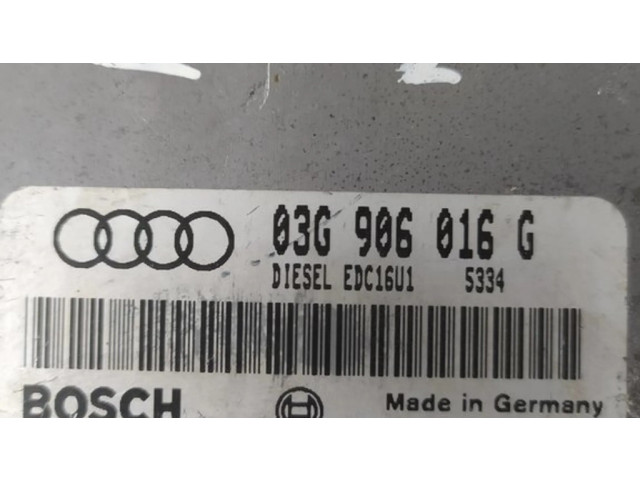 03G 906 016 G
DIESEL EDC16U1 5334
BOSCH Made in Germany